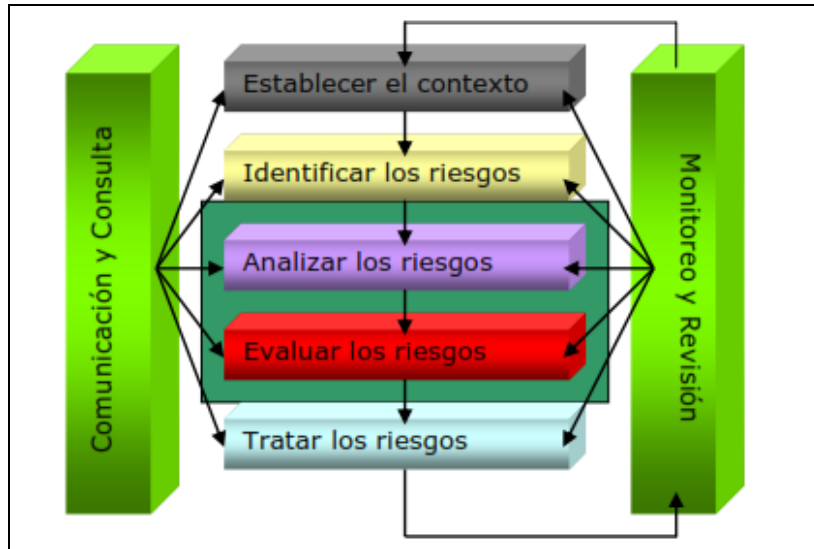 Comunicación y Consulta
Establecer el contexto
Identificar los riesgos
Analizar los riesgos
Evaluar los riesgos
Tratar los riesgos
Monitoreo y Revisión